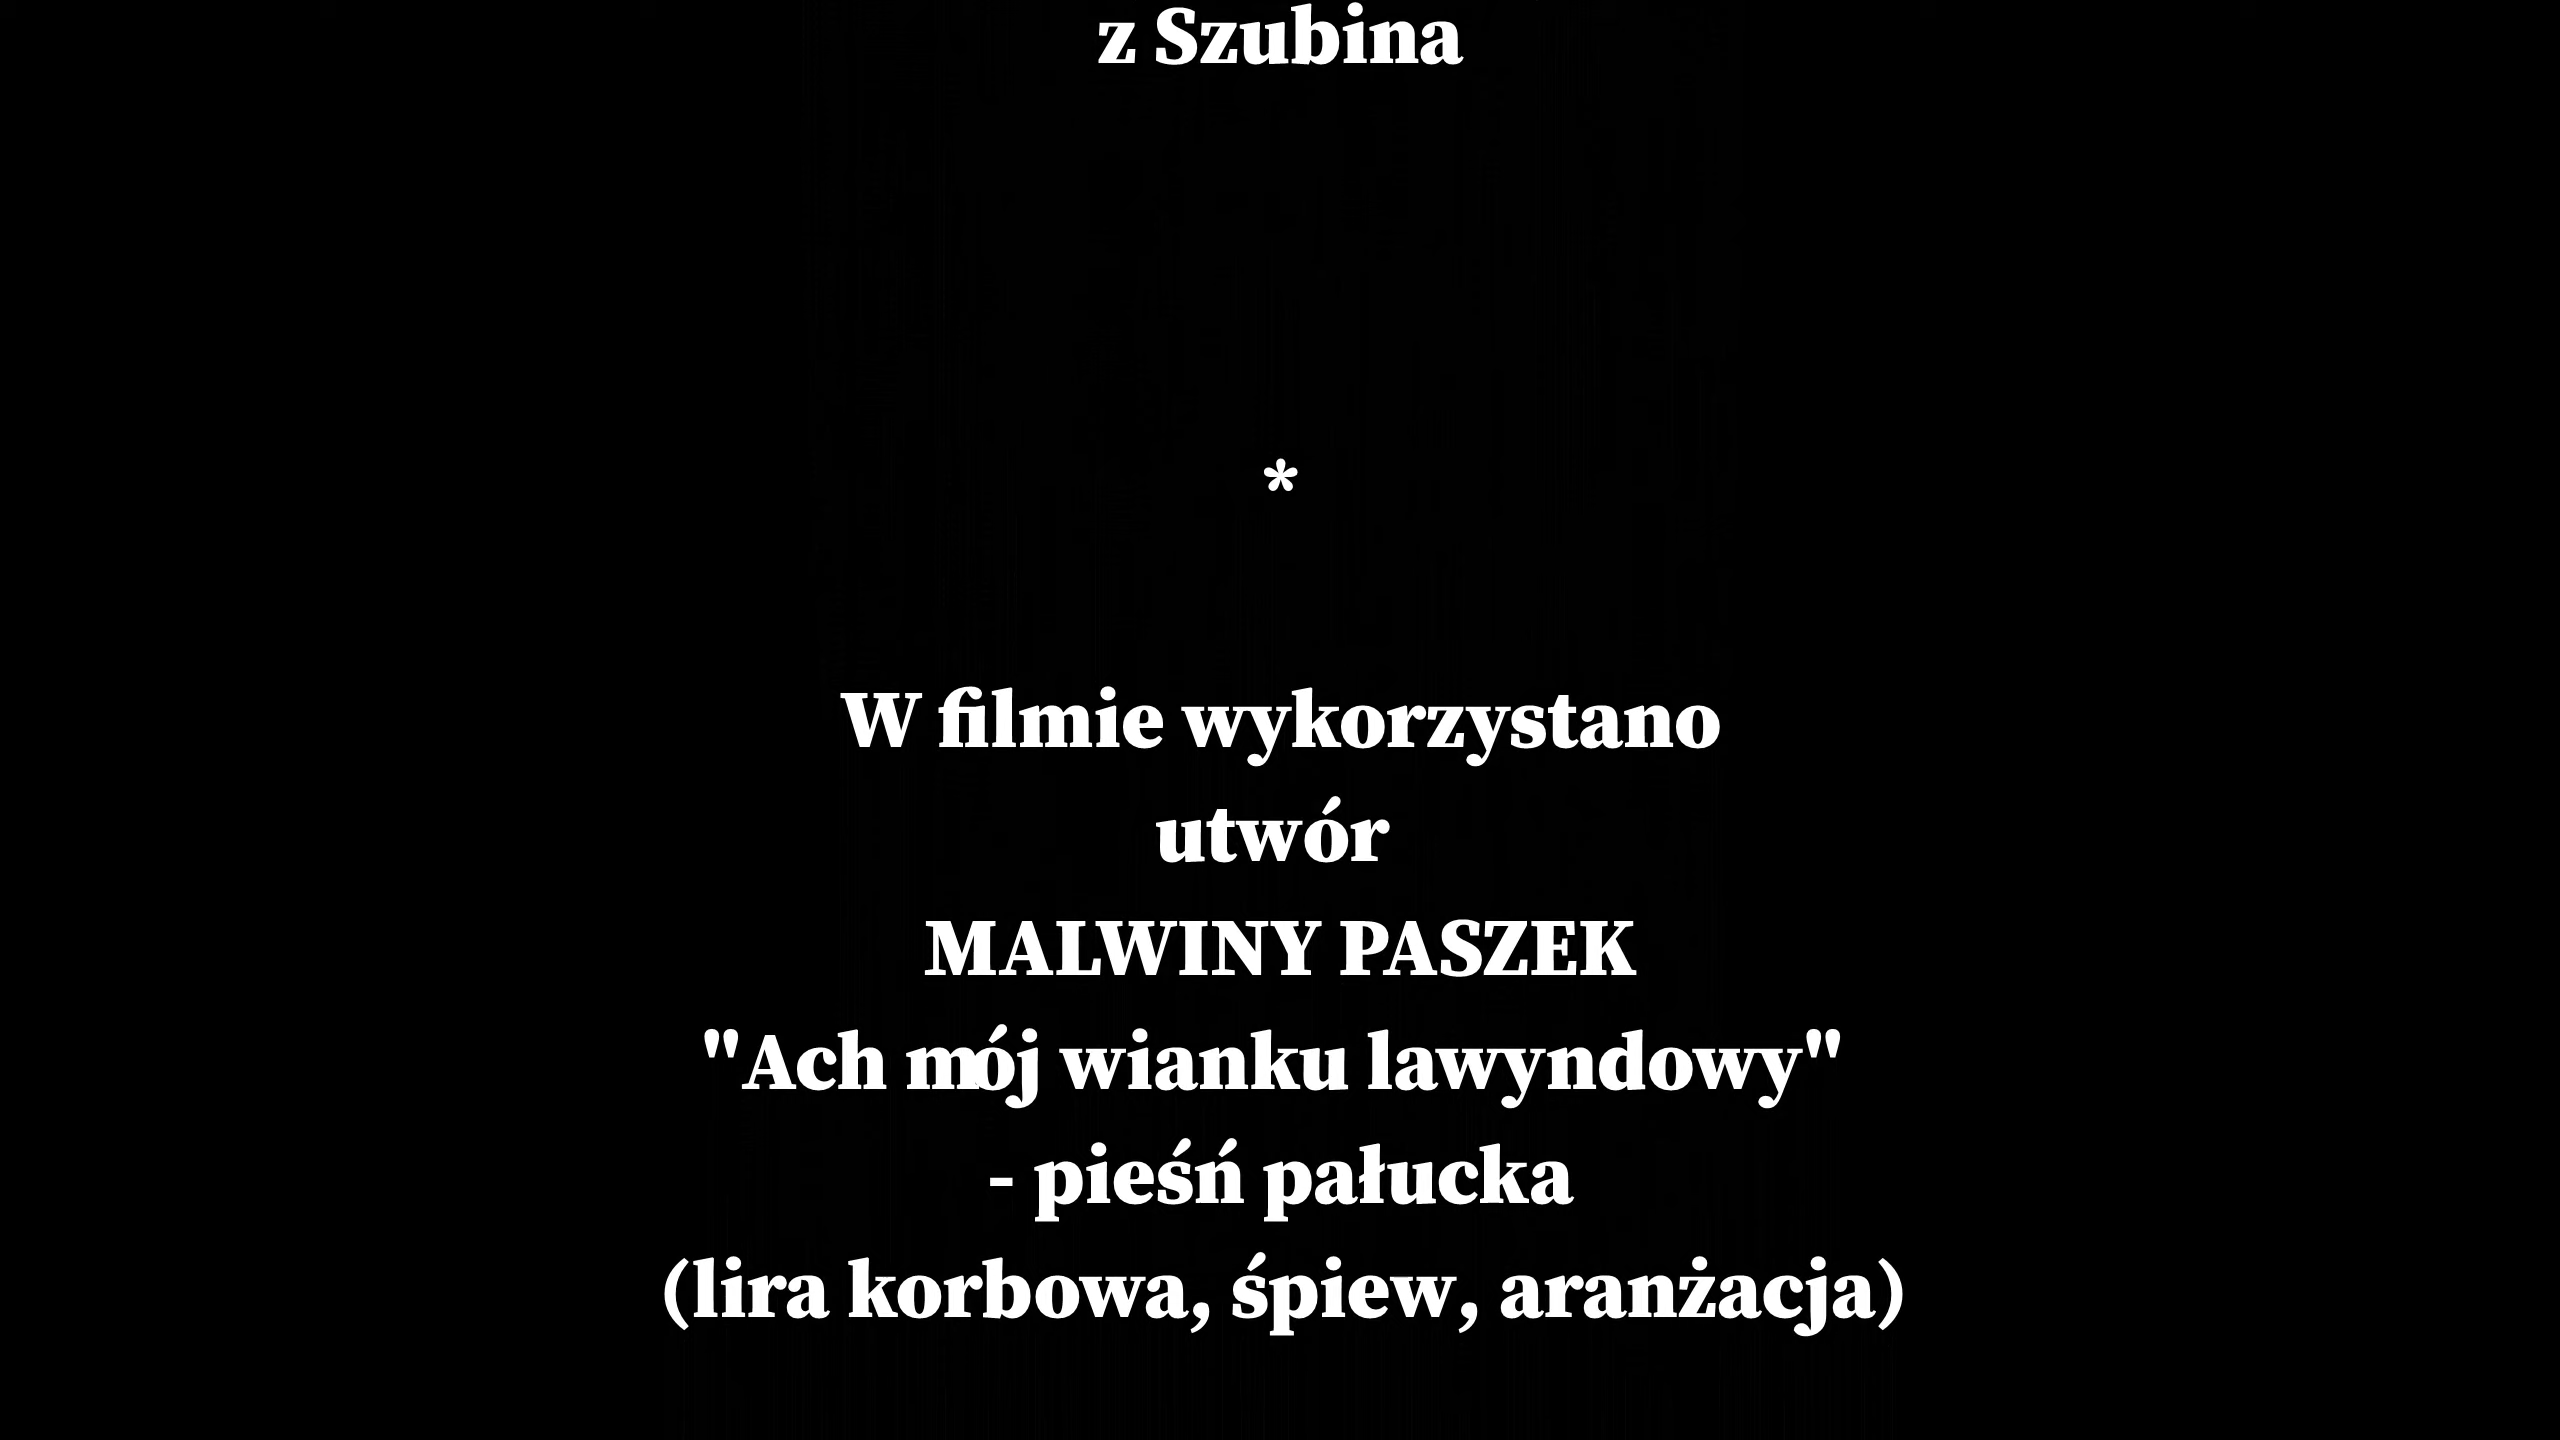 z Szubina
*
W filmie wykorzystano
utwór
MALWINY PASZEK
"Ach mój wianku lawyndowy"
- pieśń pałucka
(lira korbowa, śpiew, aranżacja)